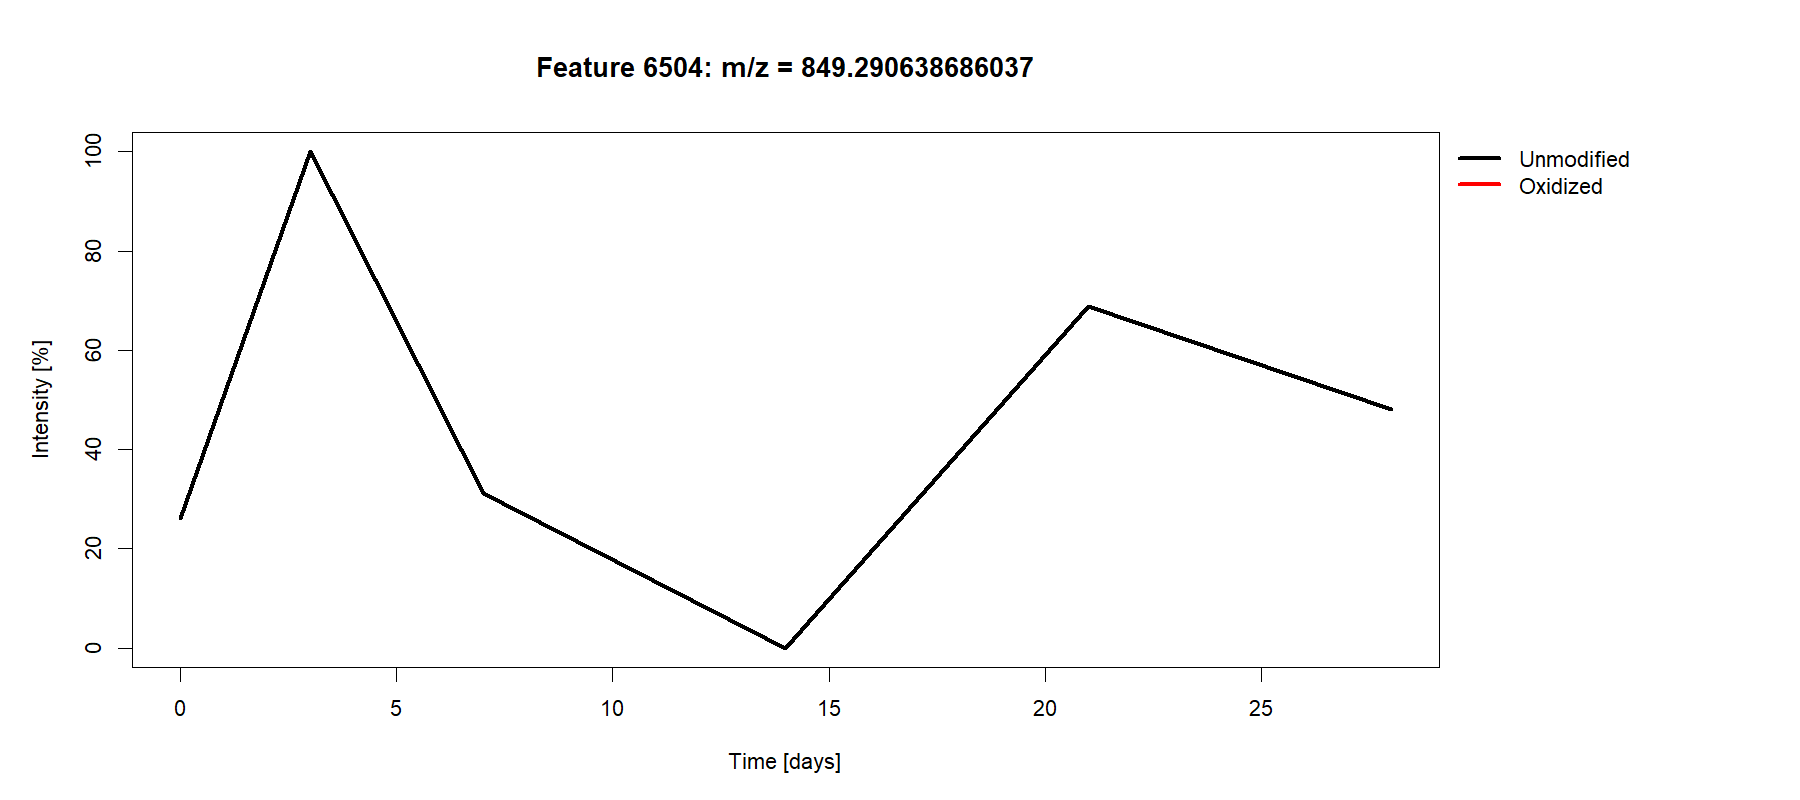 Feature 6504: m/z = 849.290638686037
Unmodified
Oxidized
Intensity [%]
100
80
60
40
20
0
0 5 10 15 20 25
Time [days]